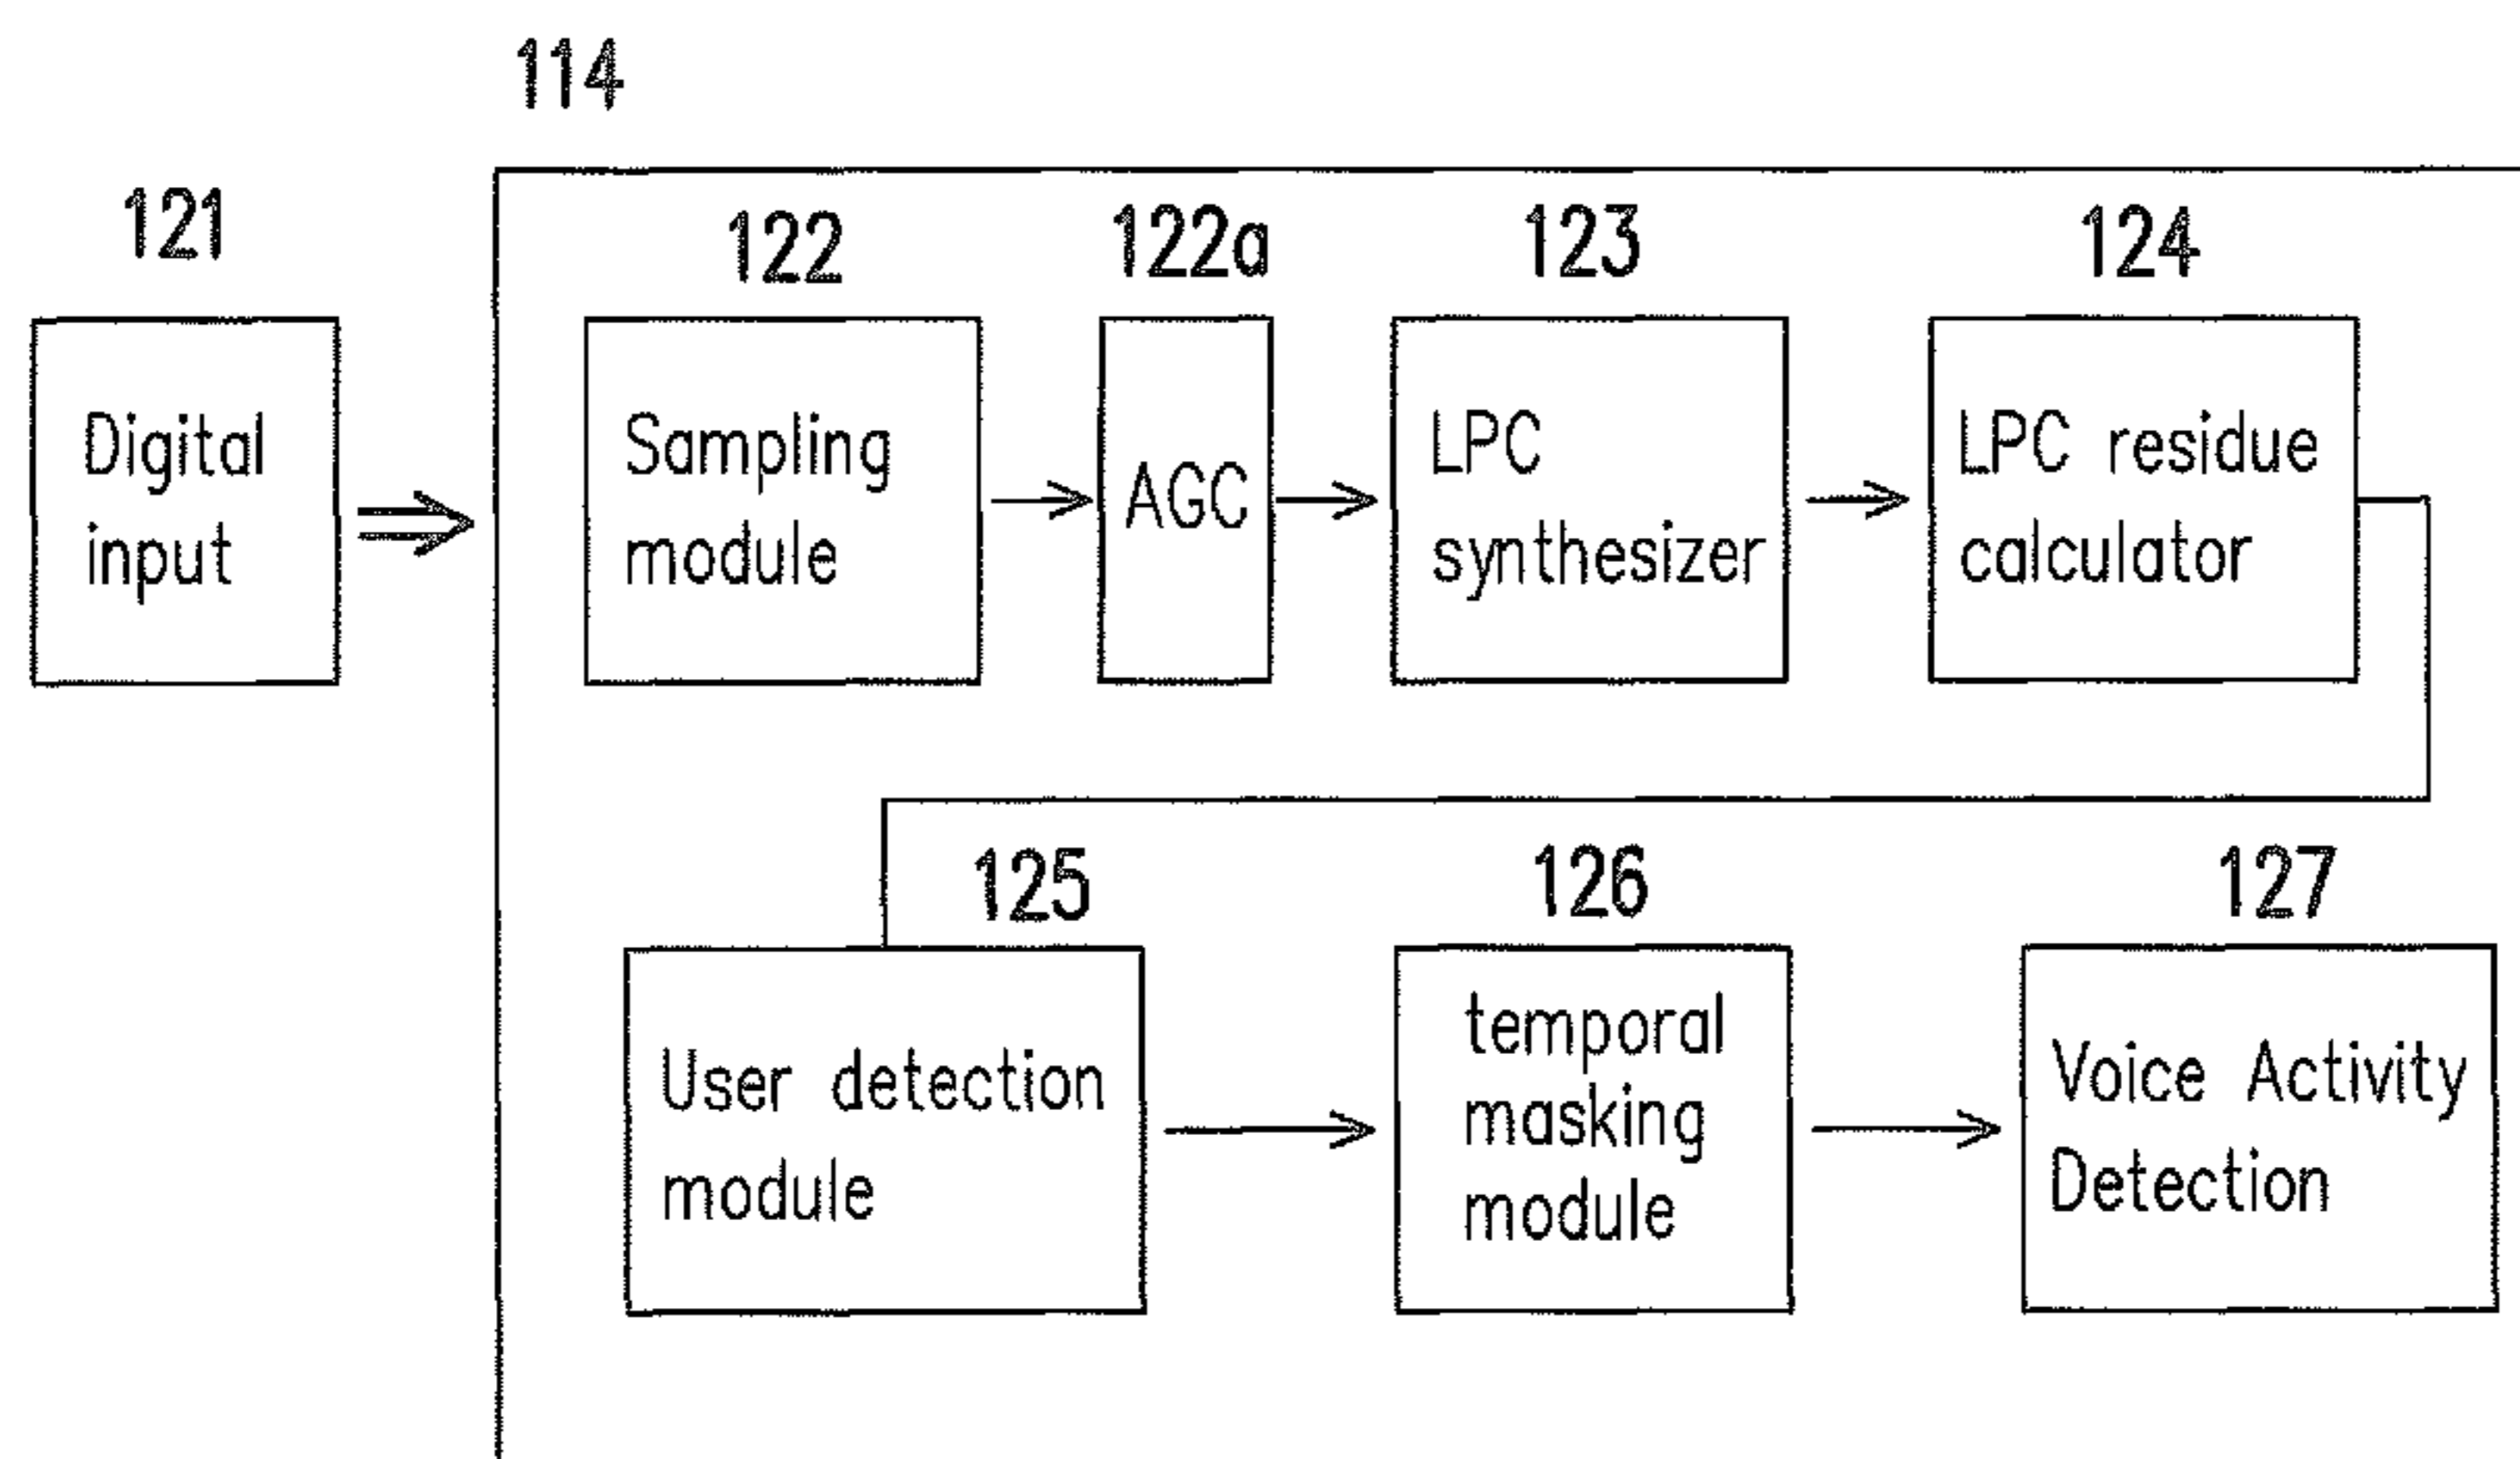 114
121
122
122a
123
124
Digital
input
Sampling
module
AGC
LPC
synthesizer
LPC residue
calculator
125
126
127
User detection
module
temporal
masking
module
Voice Activity
Detection